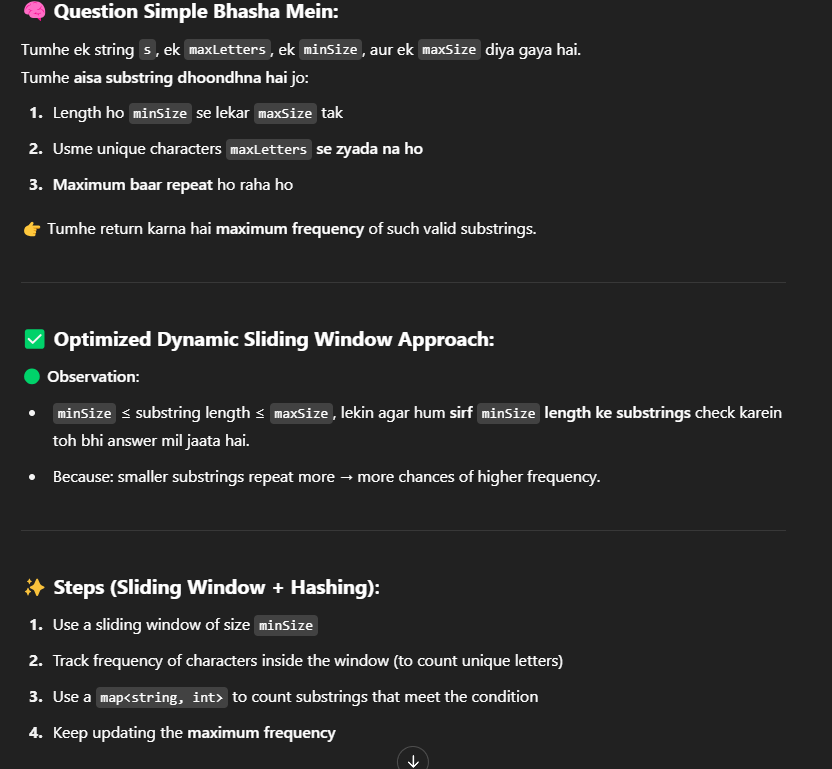 🧠 Question Simple Bhasha Mein:
Tumhe ek string s, ek maxLetters, ek minSize, aur ek maxSize diya gaya hai.
Tumhe aisa substring dhoondhna hai jo:
1. Length ho minSize se lekar maxSize tak
2. Usme unique characters maxLetters se zyada na ho
3. Maximum baar repeat ho raha ho
👉 Tumhe return karna hai maximum frequency of such valid substrings.
✅ Optimized Dynamic Sliding Window Approach:
🟢 Observation:
• minSize ≤ substring length ≤ maxSize, lekin agar hum sirf minSize length ke substrings check karein
toh bhi answer mil jaata hai.
• Because: smaller substrings repeat more → more chances of higher frequency.
✨ Steps (Sliding Window + Hashing):
1. Use a sliding window of size minSize
2. Track frequency of characters inside the window (to count unique letters)
3. Use a map<string, int> to count substrings that meet the condition
4. Keep updating the maximum frequency